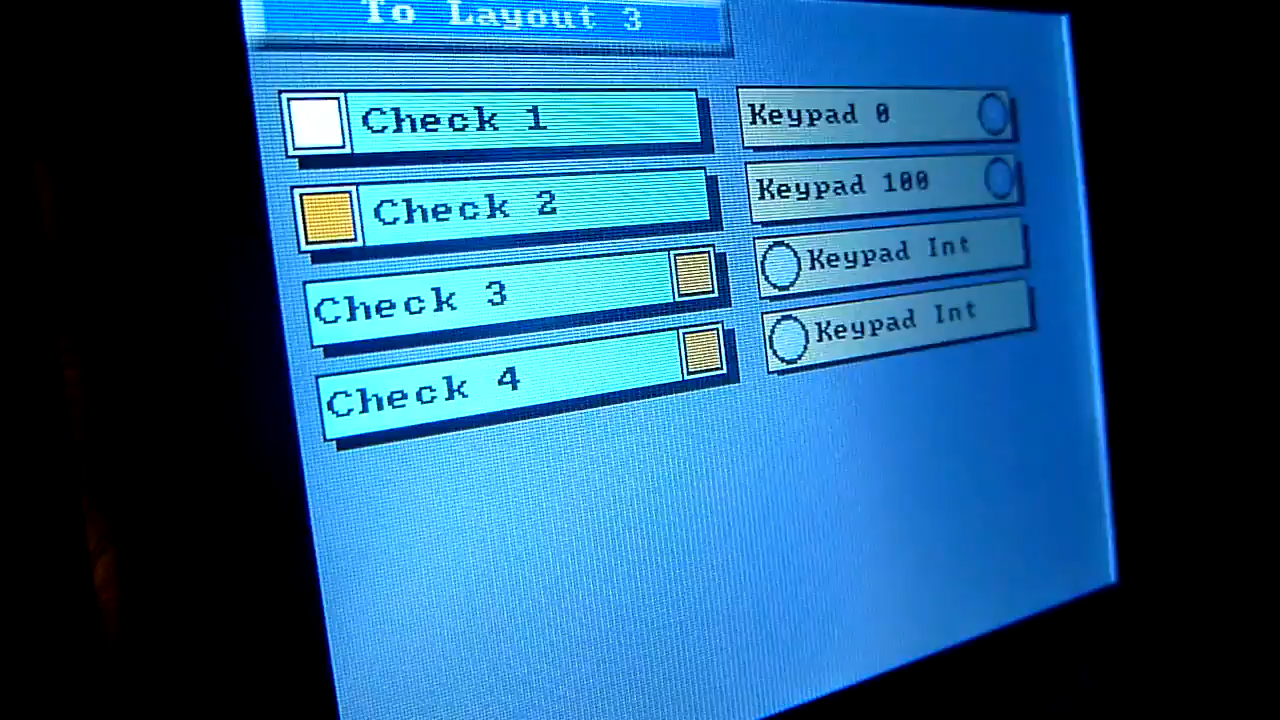 To Layout 3
Check 1
Check 2
Check 3
Check 4
Keypad 0
Keypad 100
Keypad Int
Keypad Int